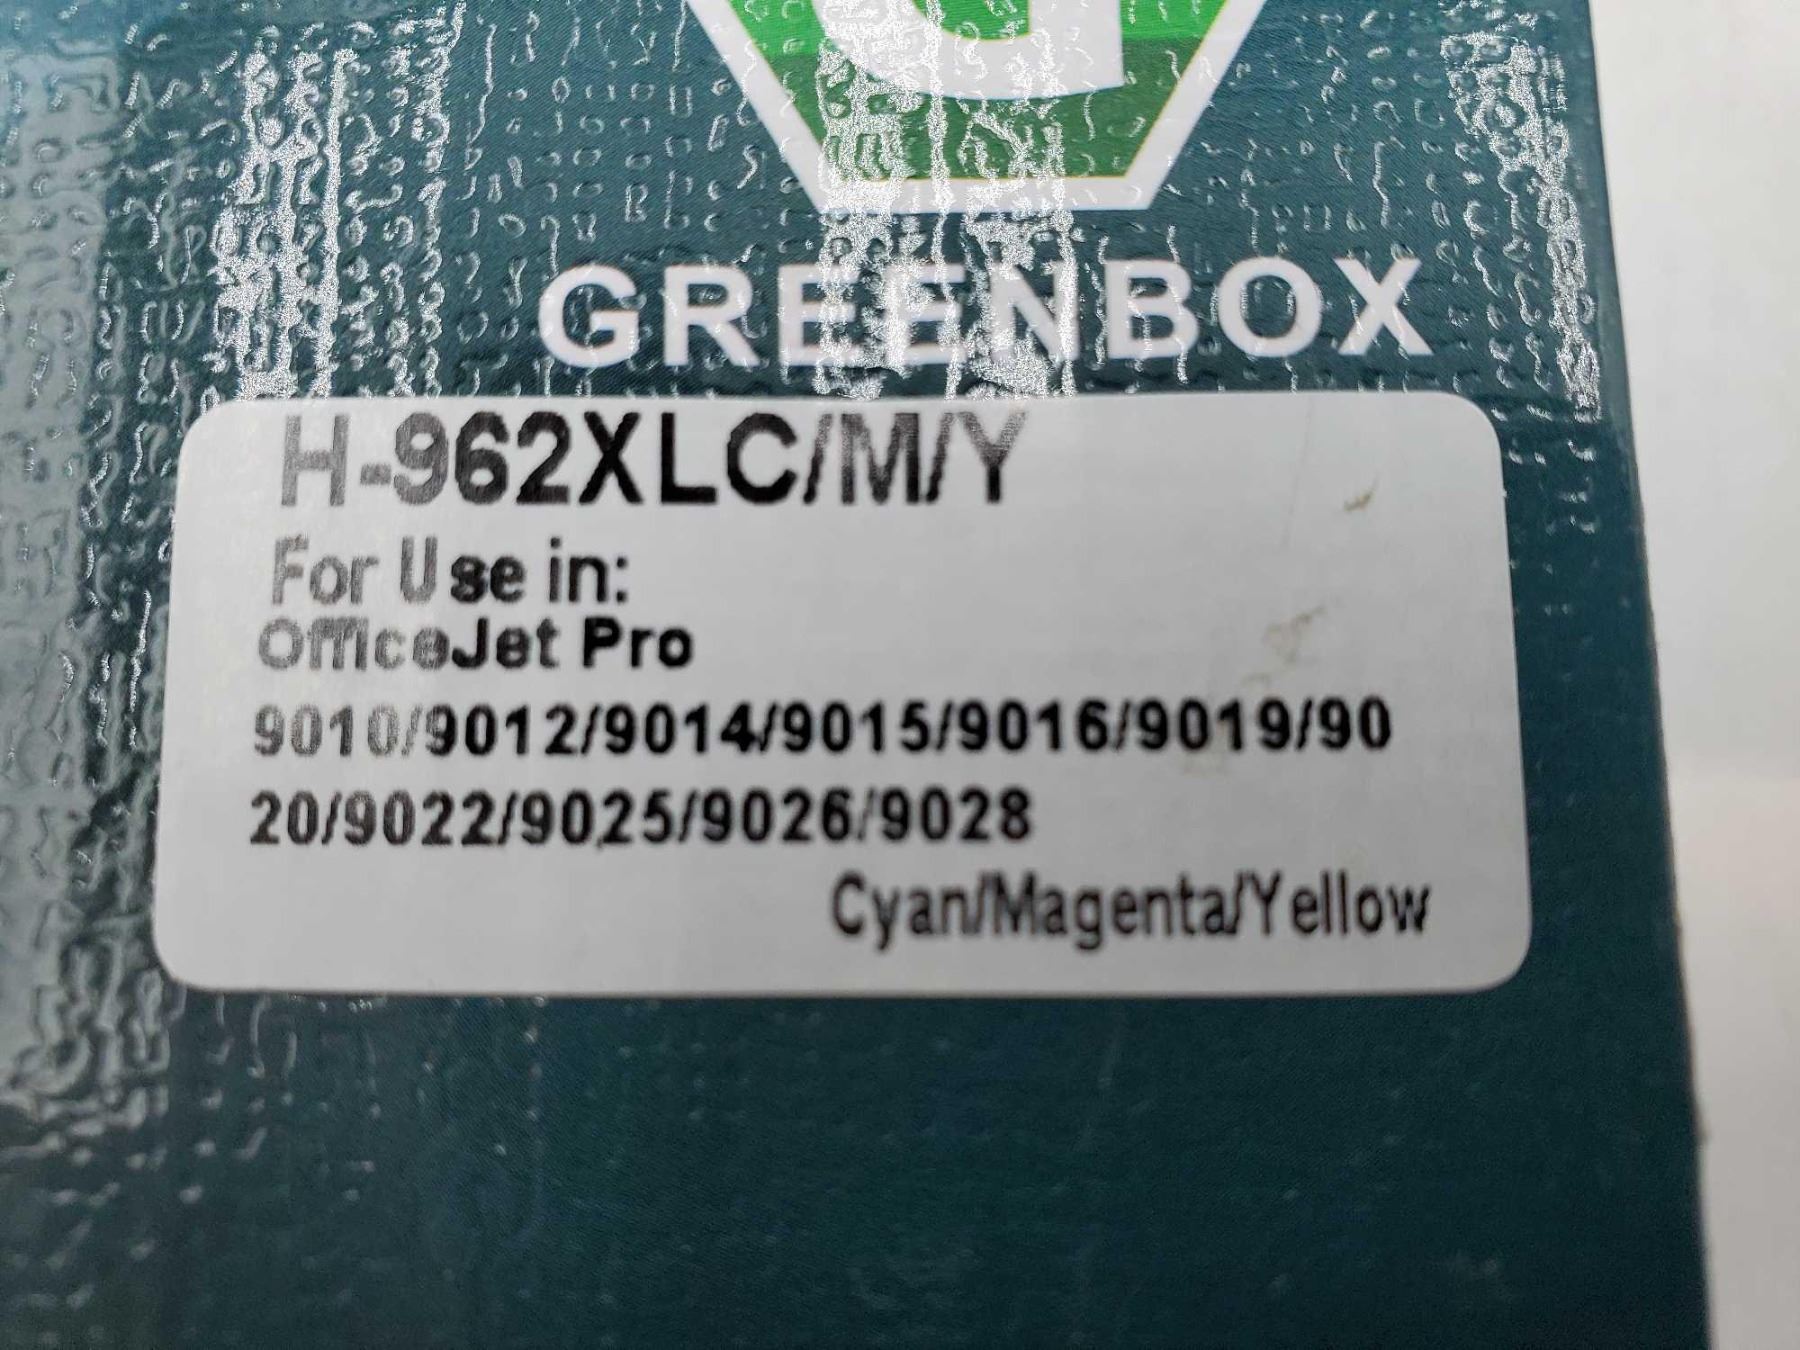 GREENBOX
H-962XLC/M/Y
For Use in:
OfficeJet Pro
9010/9012/9014/9015/9016/9019/90
20/9022/9025/9026/9028
Cyan/Magenta/Yellow